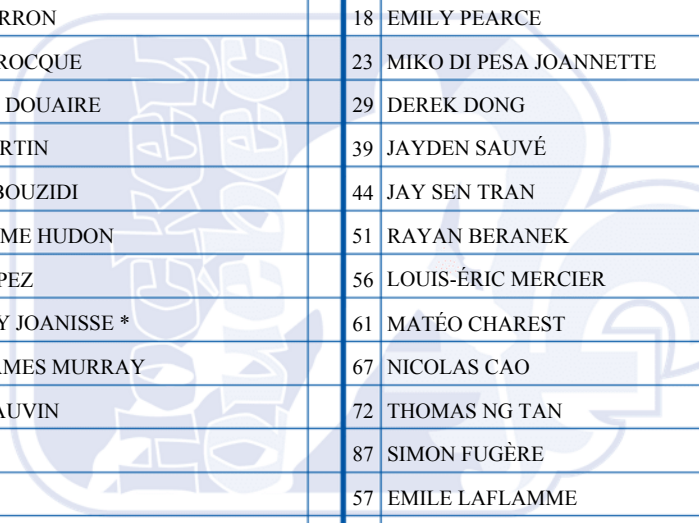 RRON
ROCQUE
DOUAIRE
RTIN
BOUZIDI
ME HUDON
PEZ
Y JOANISSE *
AMES MURRAY
AUVIN
18 EMILY PEARCE
23 MIKO DI PESA JOANNETTE
29 DEREK DONG
39 JAYDEN SAUVÉ
44 JAY SEN TRAN
51 RAYAN BERANEK
56 LOUIS-ÉRIC MERCIER
61 MATÉO CHAREST
67 NICOLAS CAO
72 THOMAS NG TAN
87 SIMON FUGÈRE
57 EMILE LAFLAMME
Hockey
Québec